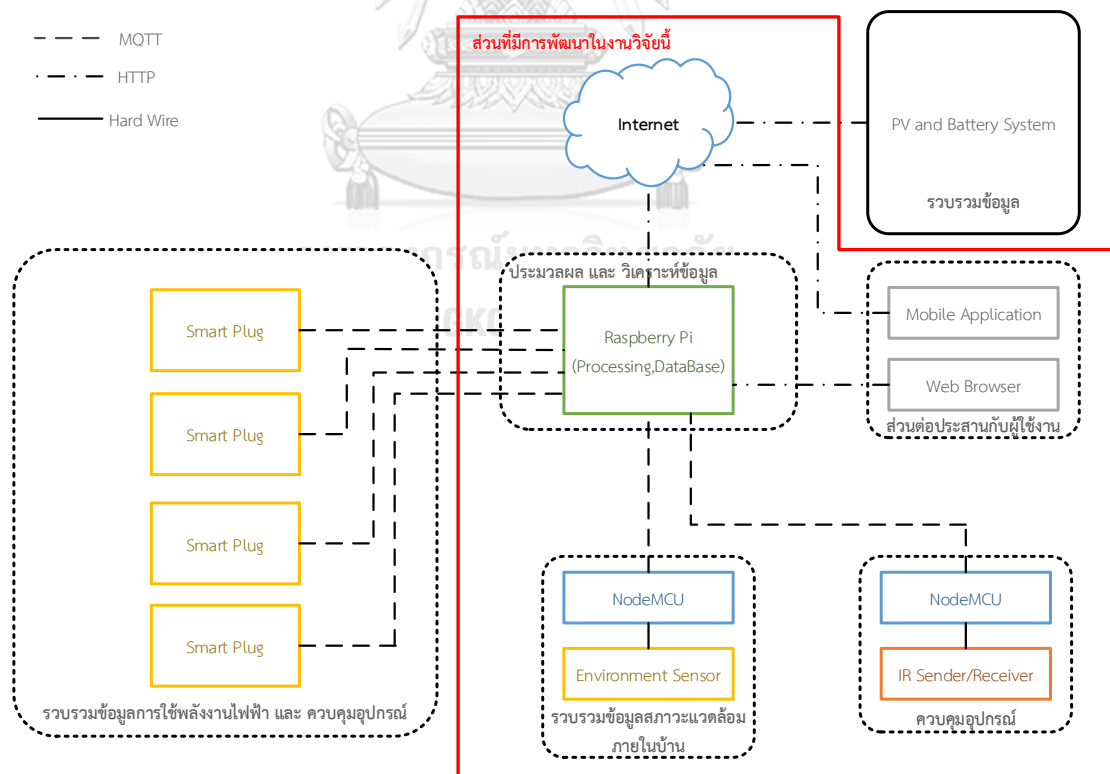 MQTT
HTTP
Hard Wire
ส่วนที่มีการพัฒนาในงานวิจัยนี้
Internet
PV and Battery System
รวบรวมข้อมูล
ประมวลผล และ วิเคราะห์ข้อมูล
Raspberry Pi
(Processing,DataBase)
Mobile Application
Web Browser
ส่วนต่อประสานกับผู้ใช้งาน
Smart Plug
Smart Plug
Smart Plug
Smart Plug
รวบรวมข้อมูลการใช้พลังงานไฟฟ้า และ ควบคุมอุปกรณ์
NodeMCU
Environment Sensor
รวบรวมข้อมูลสภาวะแวดล้อม
ภายในบ้าน
NodeMCU
IR Sender/Receiver
ควบคุมอุปกรณ์